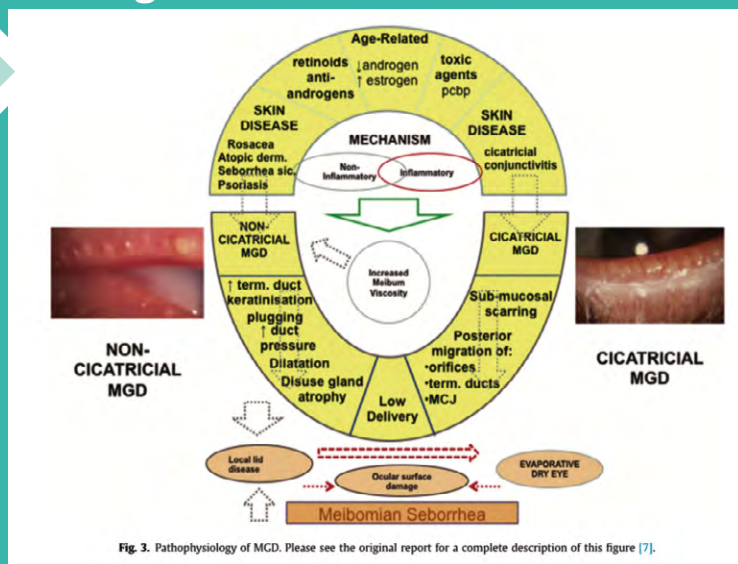 Age-Related
↓androgen
↑ estrogen
retinoids
anti-
androgens
toxic
agents
pcbp
SKIN
DISEASE
Rosacea
Atopic derm.
Seborrhea sic.
Psoriasis
SKIN
DISEASE
cicatricial
conjunctivitis
MECHANISM
Non-
Inflammatory
Inflammatory
NON-
CICATRICIAL
MGD
CICATRICIAL
MGD
Increased
Meibum
Viscosity
↑ term. duct
keratinisation
plugging
↑ duct
pressure
Dilatation
Disuse gland
atrophy
Low
Delivery
Sub-mucosal
scarring
Posterior
migration of:
•orifices
•term. ducts
•MCJ
NON-
CICATRICIAL
MGD
CICATRICIAL
MGD
Local lid
disease
Ocular surface
damage
EVAPORATIVE
DRY EYE
Meibomian Seborrhea
Fig. 3. Pathophysiology of MGD. Please see the original report for a complete description of this figure [7].